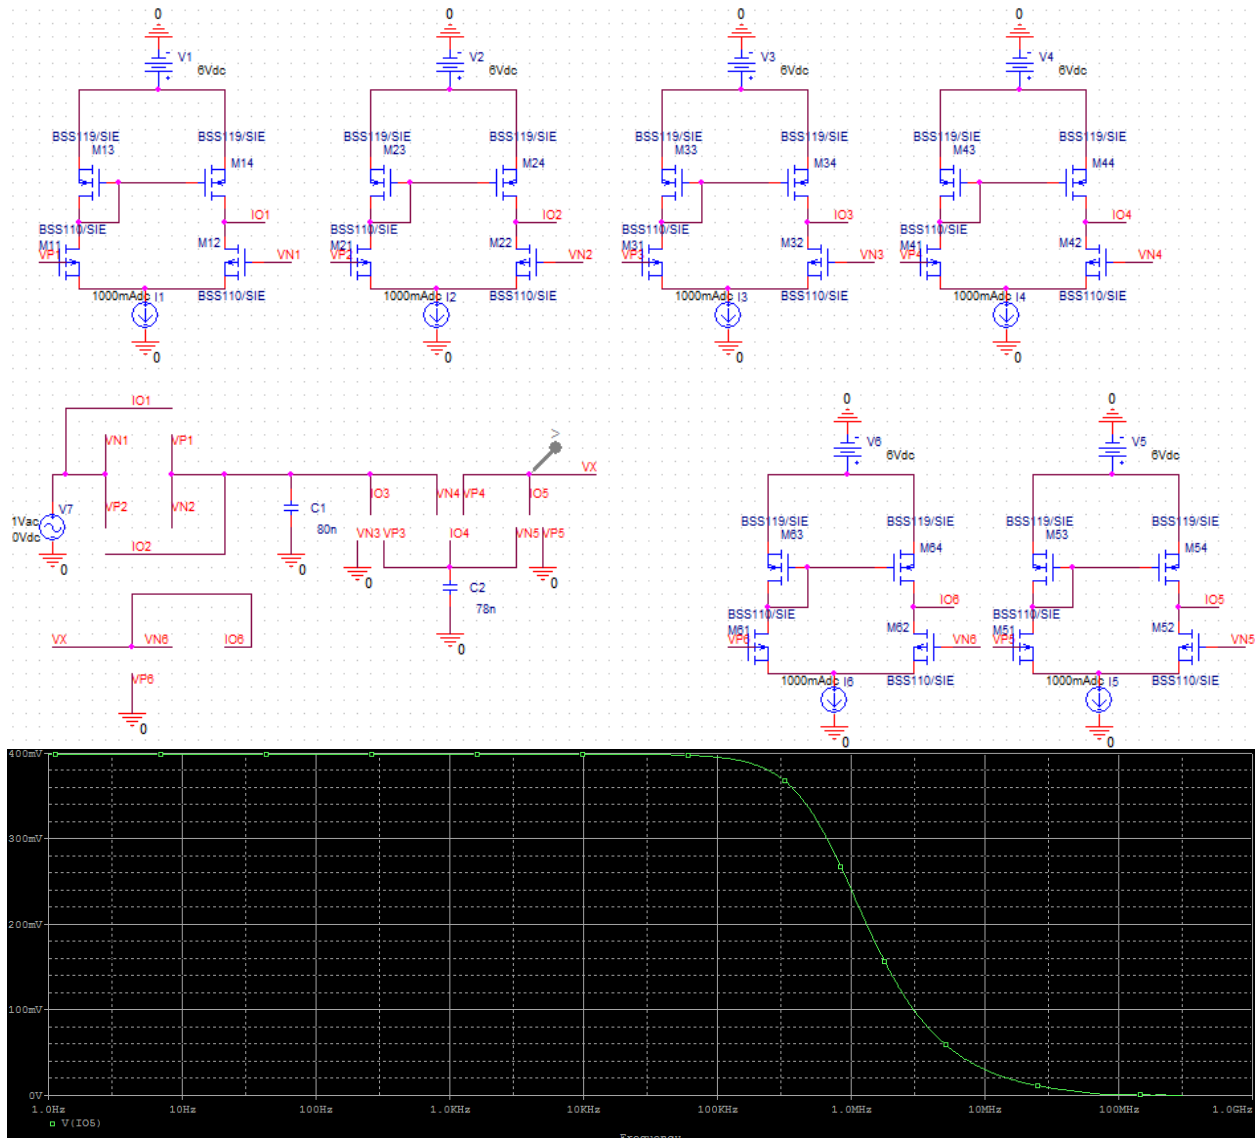 0 0 0 0
V1 V2 V3 V4
6Vdc 6Vdc 6Vdc 6Vdc
BSS119/SIE BSS119/SIE BSS119/SIE BSS119/SIE BSS119/SIE BSS119/SIE BSS119/SIE BSS119/SIE
M13 M14 M23 M24 M33 M34 M43 M44
IO1 IO2 IO3 IO4
BSS110/SIE BSS110/SIE BSS110/SIE BSS110/SIE
M11 M12 M21 M22 M31 M32 M41 M42
VP1 VN1 VP2 VN2 VP3 VN3 VP4 VN4
1000mAdc I1 BSS110/SIE 1000mAdc I2 BSS110/SIE 1000mAdc I3 BSS110/SIE 1000mAdc I4 BSS110/SIE
0 0 0 0
IO1
VN1 VP1
VX
IO3 VN4 VP4 IO5
VP2 VN2
V7
1Vac
0Vdc
C1
80n
VN3 VP3 IO4 VN5 VP5
IO2
0 0 0 0
C2
78n
0
VX VN6 IO6
VP6
0
0 0
V6 V5
6Vdc 6Vdc
BSS119/SIE BSS119/SIE BSS119/SIE BSS119/SIE
M63 M64 M53 M54
IO6 IO5
BSS110/SIE BSS110/SIE
M61 M62 M51 M52
VP6 VN6 VP5 VN5
1000mAdc I6 BSS110/SIE 1000mAdc I5 BSS110/SIE
0 0
400mV
300mV
200mV
100mV
0V
1.0Hz 10Hz 100Hz 1.0KHz 10KHz 100KHz 1.0MHz 10MHz 100MHz 1.0GHz
V(IO5)
Frequency